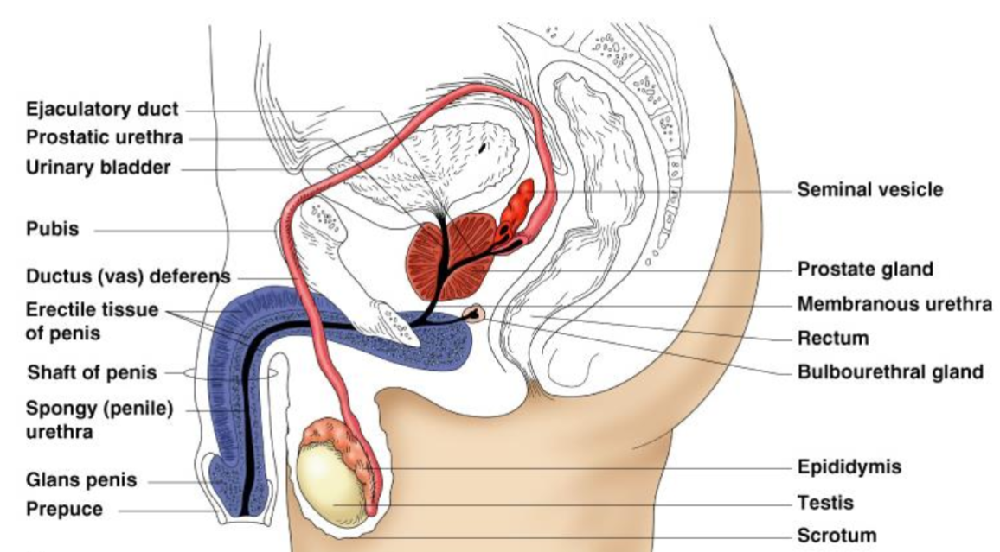 Ejaculatory duct
Prostatic urethra
Urinary bladder
Pubis
Ductus (vas) deferens
Erectile tissue
of penis
Shaft of penis
Spongy (penile)
urethra
Glans penis
Prepuce
Seminal vesicle
Prostate gland
Membranous urethra
Rectum
Bulbourethral gland
Epididymis
Testis
Scrotum